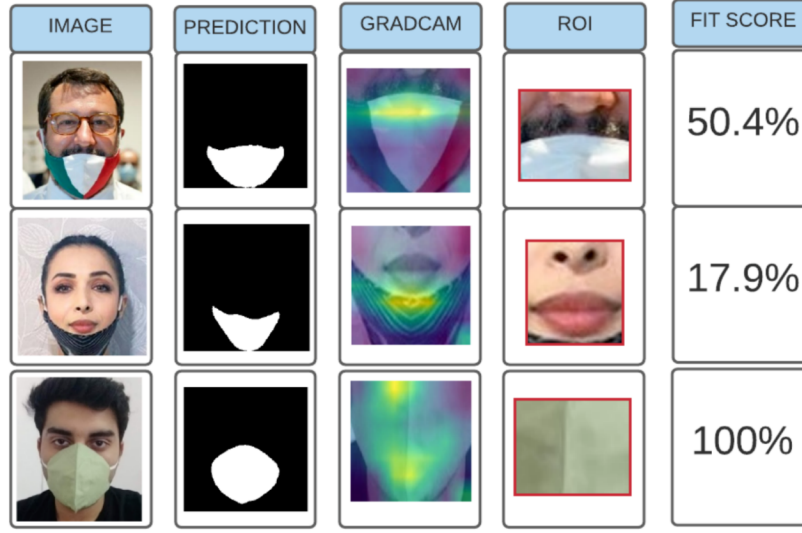 IMAGE
PREDICTION
GRADCAM
ROI
FIT SCORE
50.4%
17.9%
100%